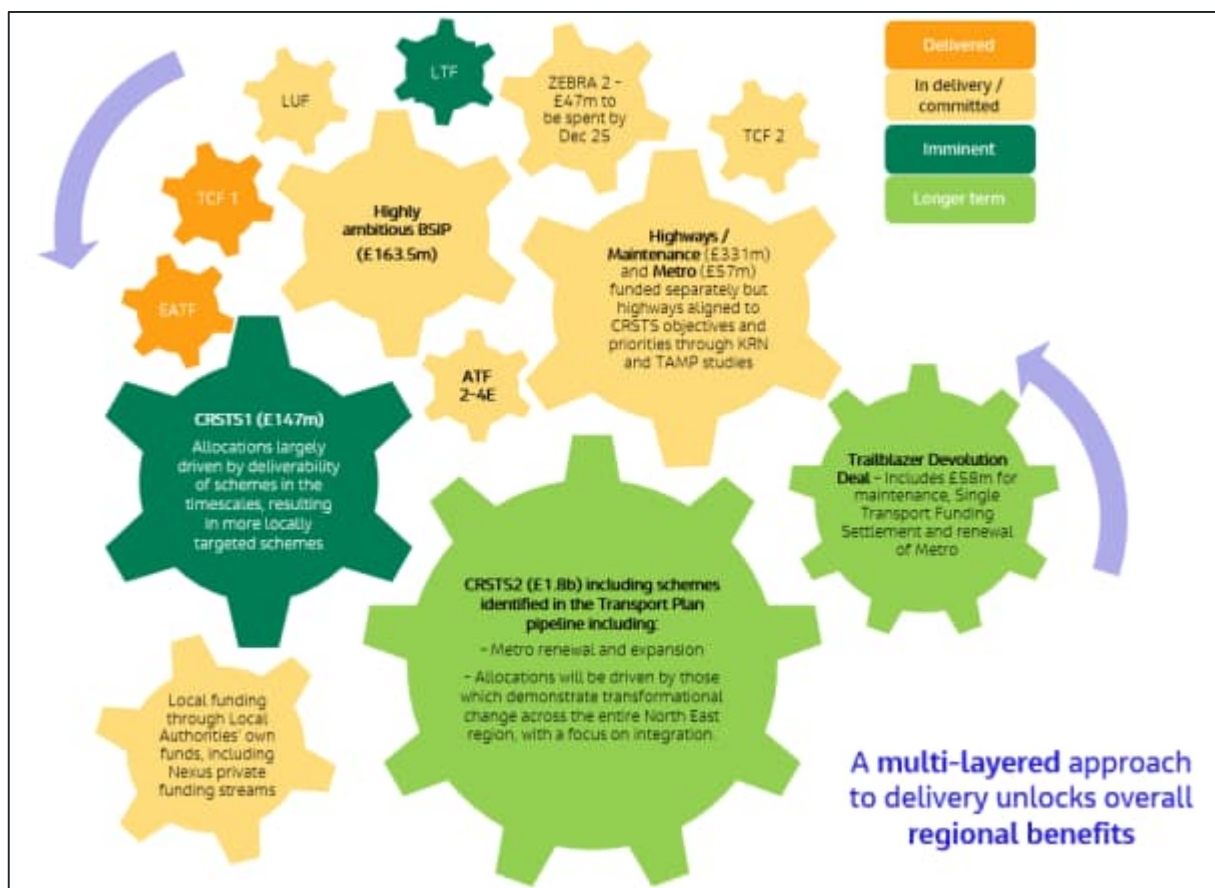 LUF
LTF
ZEBRA 2 –
£47m to
be spent by
Dec 25
TCF 2
Delivered
In delivery /
committed
Imminent
Longer term
TCF 1
EATF
Highly
ambitious BSIP
(£163.5m)
Highways /
Maintenance (£331m)
and Metro (£57m)
funded separately but
highways aligned to
CRSTS objectives and
priorities through KRN
and TAMP studies
ATF
2-4E
CRSTS1 (£147m)
Allocations largely
driven by deliverability
of schemes in the
timescales, resulting
in more locally
targeted schemes
Trailblazer Devolution
Deal – Includes £58m for
maintenance, Single
Transport Funding
Settlement and renewal
of Metro
CRSTS2 (£1.8b) including schemes
identified in the Transport Plan
pipeline including:
– Metro renewal and expansion
– Allocations will be driven by those
which demonstrate transformational
change across the entire North East
region, with a focus on integration.
Local funding
through Local
Authorities' own
funds, including
Nexus private
funding streams
A multi-layered approach
to delivery unlocks overall
regional benefits